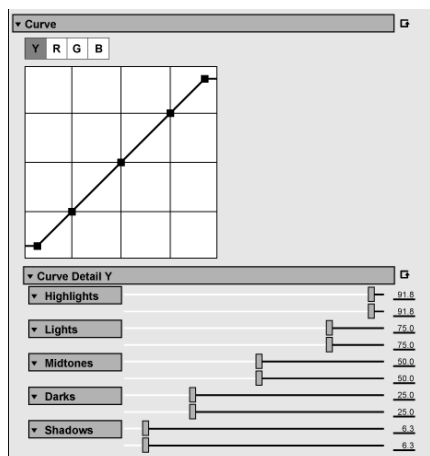 Curve
Y R G B
Curve Detail Y
Highlights 91.8
91.8
Lights 75.0
75.0
Midtones 50.0
50.0
Darks 25.0
25.0
Shadows 6.3
6.3